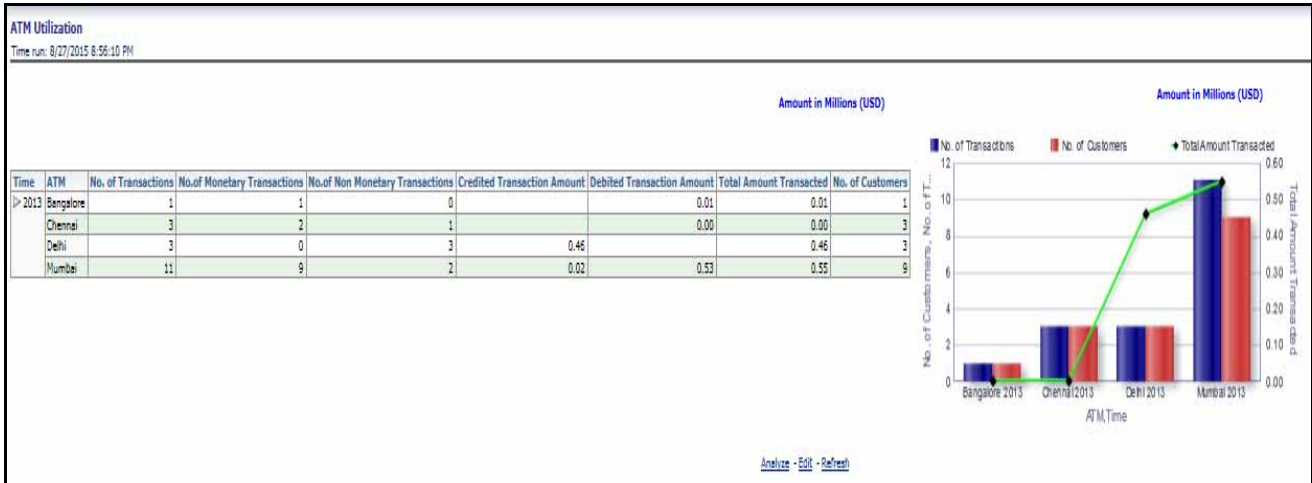 ATM Utilization
Time run: 8/27/2015 8:56:10 PM
Amount in Millions (USD)
Time ATM No. of Transactions No.of Monetary Transactions No.of Non Monetary Transactions Credited Transaction Amount Debited Transaction Amount Total Amount Transacted No. of Customers
2013 Bangalore 1 1 0 0.01 0.01 1
Chennai 3 2 1 0.00 0.00 3
Delhi 3 0 3 0.46 0.46 3
Mumbai 11 9 2 0.02 0.53 0.55 9
Amount in Millions (USD)
No. of Transactions No. of Customers Total Amount Transacted
12 0.60
10 0.50
8 0.40
6 0.30
4 0.20
2 0.10
0 0.00
No. of Customers, No. of T...
Total Amount Transacted
Bangalore 2013 Chennai 2013 Delhi 2013 Mumbai 2013
ATM,Time
Analyze - Edit - Refresh